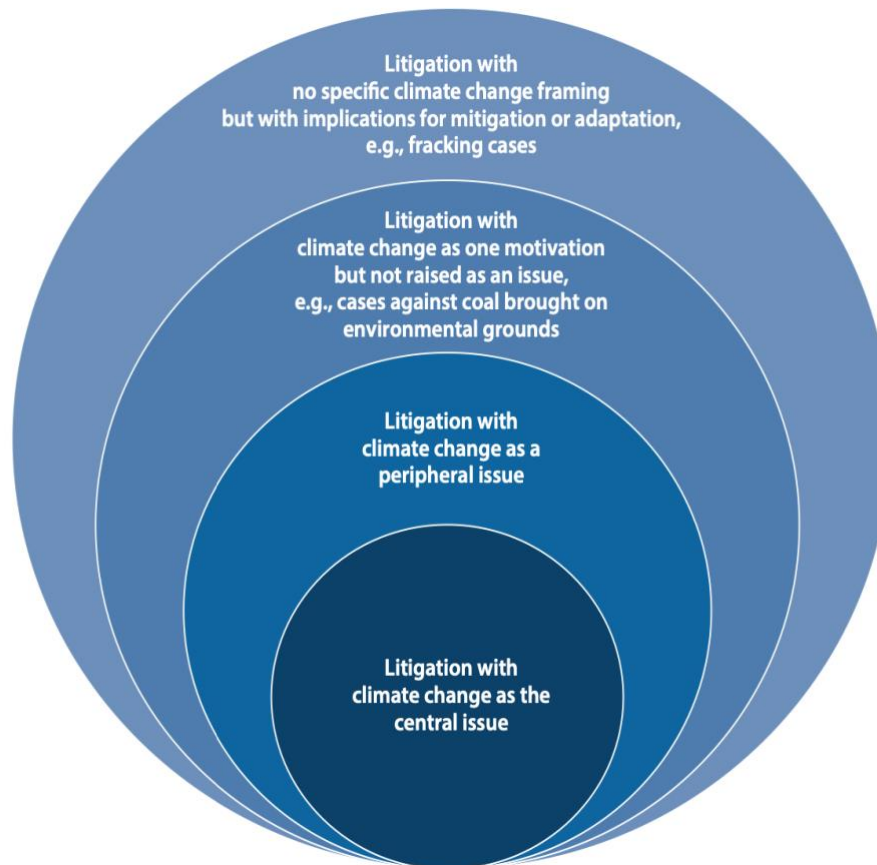 Litigation with
no specific climate change framing
but with implications for mitigation or adaptation,
e.g., fracking cases
Litigation with
climate change as one motivation
but not raised as an issue,
e.g., cases against coal brought on
environmental grounds
Litigation with
climate change as a
peripheral issue
Litigation with
climate change as the
central issue